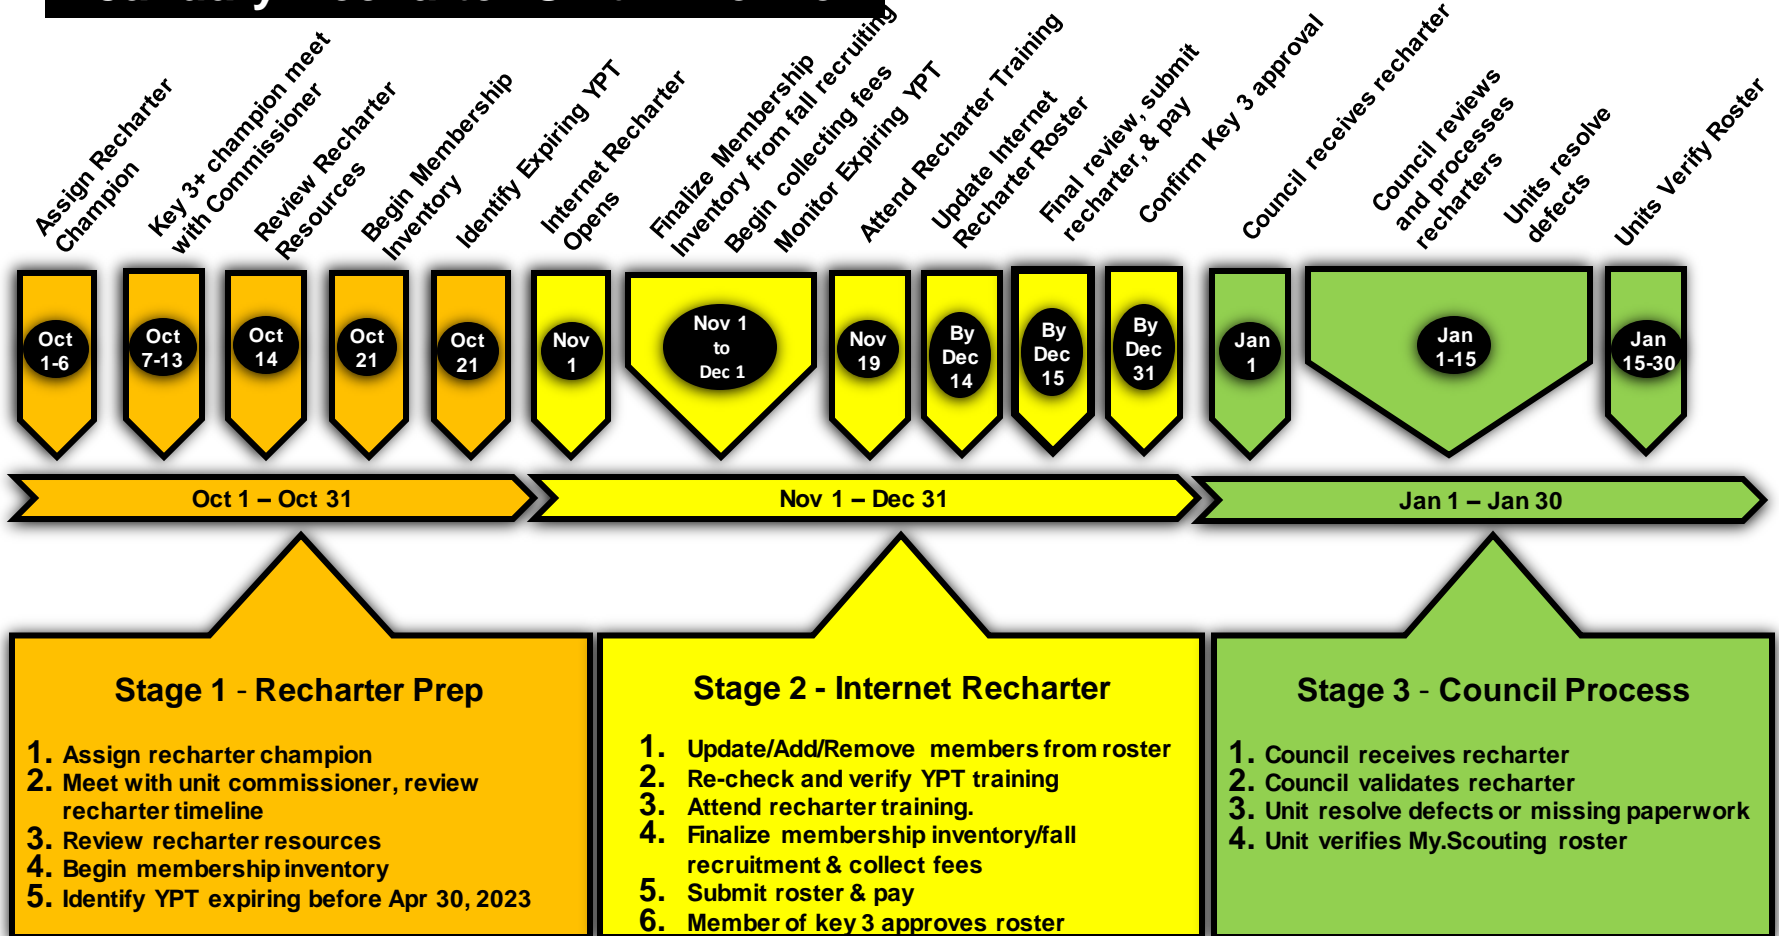 Assign Recharter
Champion
Key 3+ champion meet
with Commissioner
Review Recharter
Resources
Begin Membership
Inventory
Identify Expiring YPT
Internet Recharter
Opens
Finalize Membership
Inventory from fall recruiting
Begin collecting fees
Monitor Expiring YPT
Attend Recharter Training
Update Internet
Recharter Roster
Final review, submit
recharter, & pay
Confirm Key 3 approval
Council receives recharter
Council reviews
and processes
recharters
Units resolve
defects
Units Verify Roster
Oct
1-6
Oct
7-13
Oct
14
Oct
21
Oct
21
Nov
1
Nov 1
to
Dec 1
Nov
19
By
Dec
14
By
Dec
15
By
Dec
31
Jan
1
Jan
1-15
Jan
15-30
Oct 1 – Oct 31
Nov 1 – Dec 31
Jan 1 – Jan 30
Stage 1 - Recharter Prep
1. Assign recharter champion
2. Meet with unit commissioner, review
recharter timeline
3. Review recharter resources
4. Begin membership inventory
5. Identify YPT expiring before Apr 30, 2023
Stage 2 - Internet Recharter
1. Update/Add/Remove members from roster
2. Re-check and verify YPT training
3. Attend recharter training.
4. Finalize membership inventory/fall
recruitment & collect fees
5. Submit roster & pay
6. Member of key 3 approves roster
Stage 3 - Council Process
1. Council receives recharter
2. Council validates recharter
3. Unit resolve defects or missing paperwork
4. Unit verifies My.Scouting roster